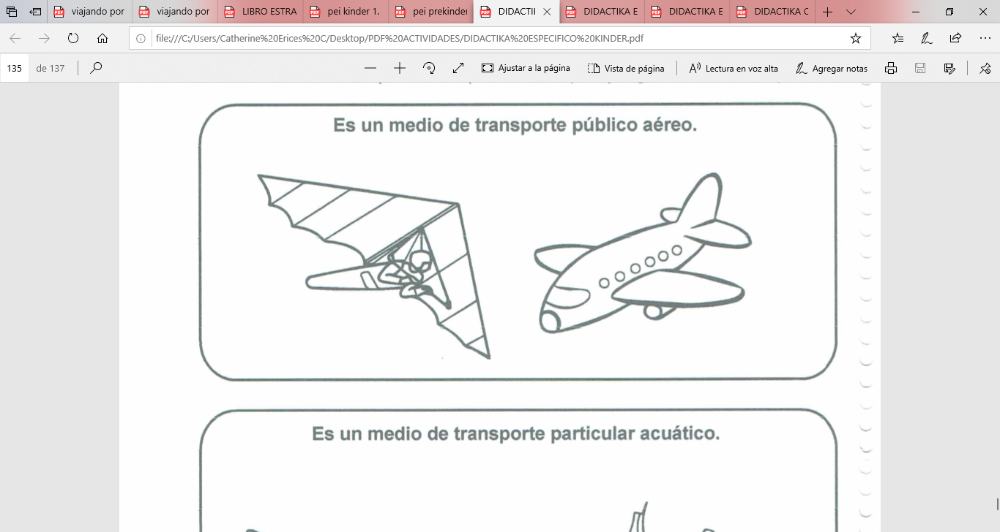 viajando por
viajando por
LIBRO ESTRA
pei kinder 1.
pei prekinder
DIDACTII
DIDACTIKA E
DIDACTIKA E
DIDACTIKA C
file:///C:/Users/Catherine%20Erices%20C/Desktop/PDF%20ACTIVIDADES/DIDACTIKA%20ESPECIFICO%20KINDER.pdf
135 de 137
Ajustar a la página
Vista de página
Lectura en voz alta
Agregar notas
Es un medio de transporte público aéreo.
Es un medio de transporte particular acuático.